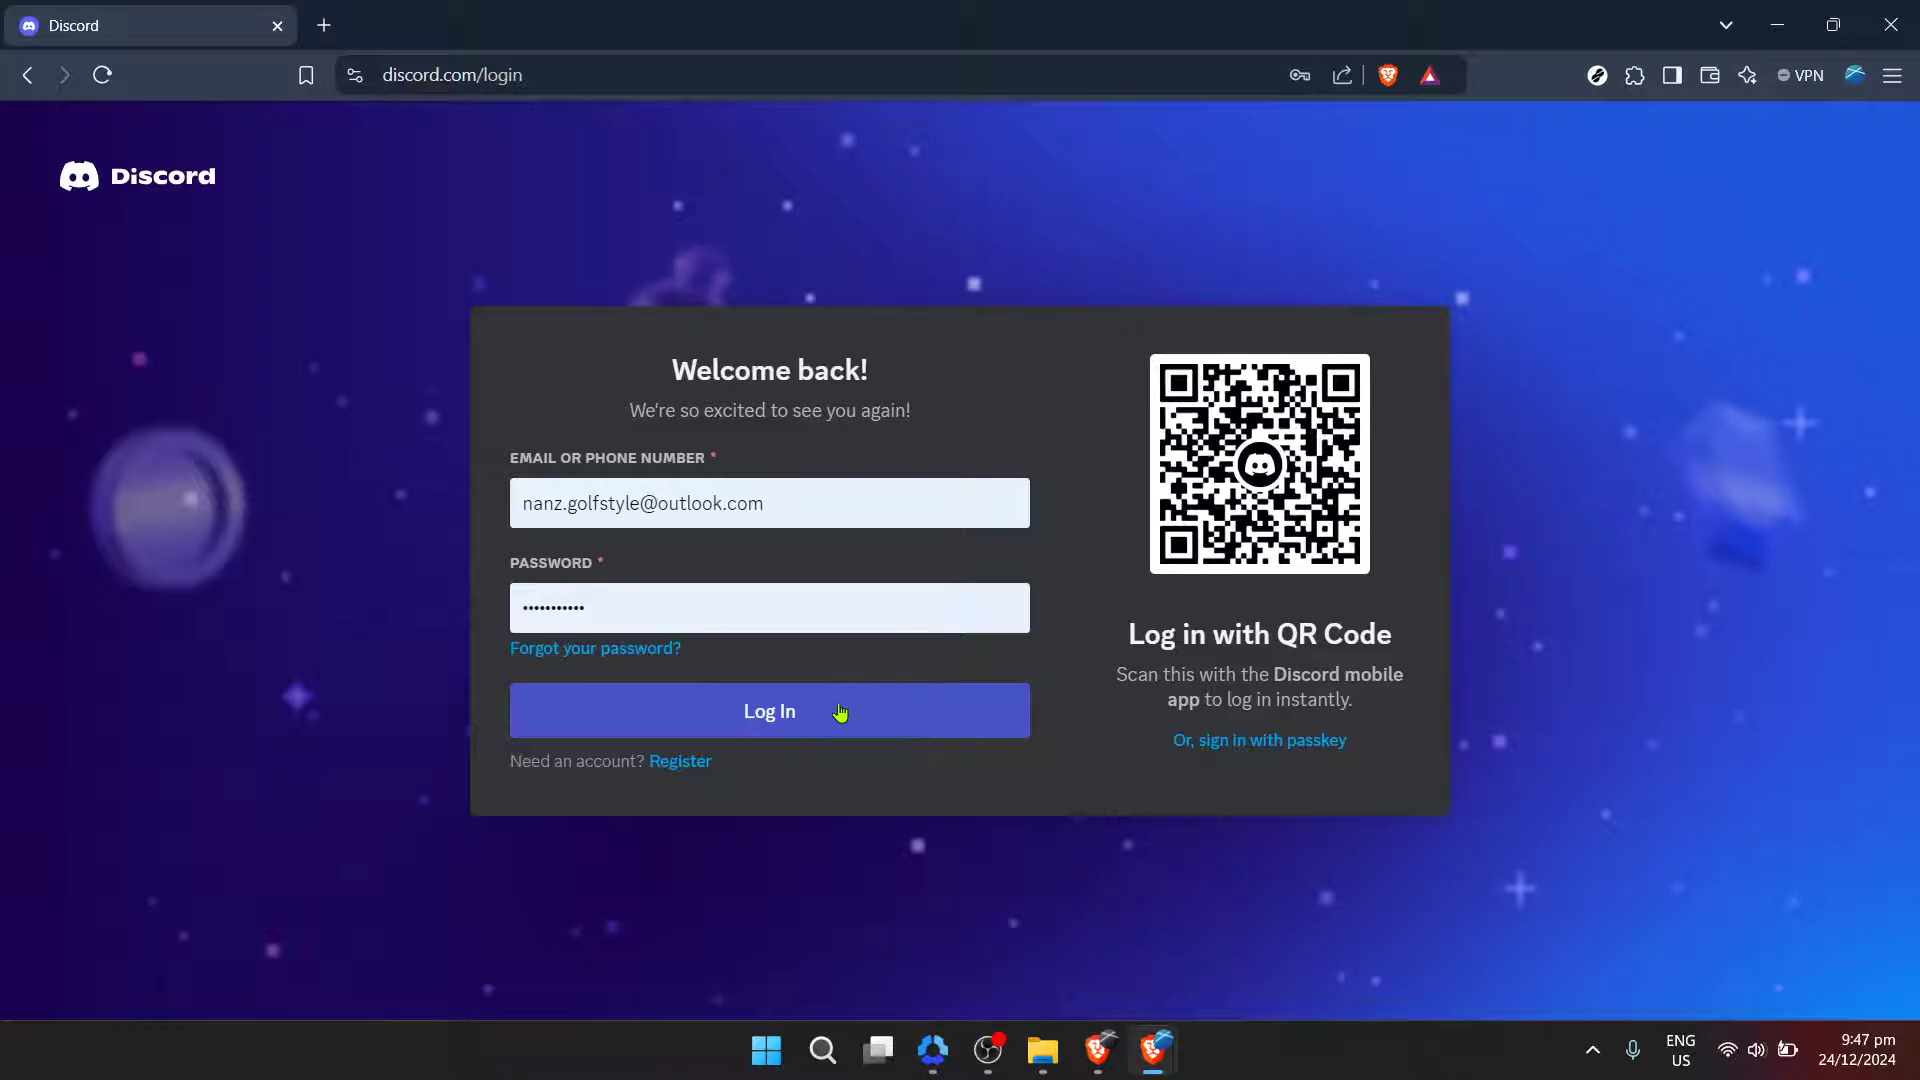 Discord
discord.com/login
VPN
Discord
Welcome back!
We're so excited to see you again!
EMAIL OR PHONE NUMBER *
nanz.golfstyle@outlook.com
PASSWORD *
•••••••••••
Forgot your password?
Log In
Need an account? Register
Log in with QR Code
Scan this with the Discord mobile
app to log in instantly.
Or, sign in with passkey
ENG
US
9:47 pm
24/12/2024